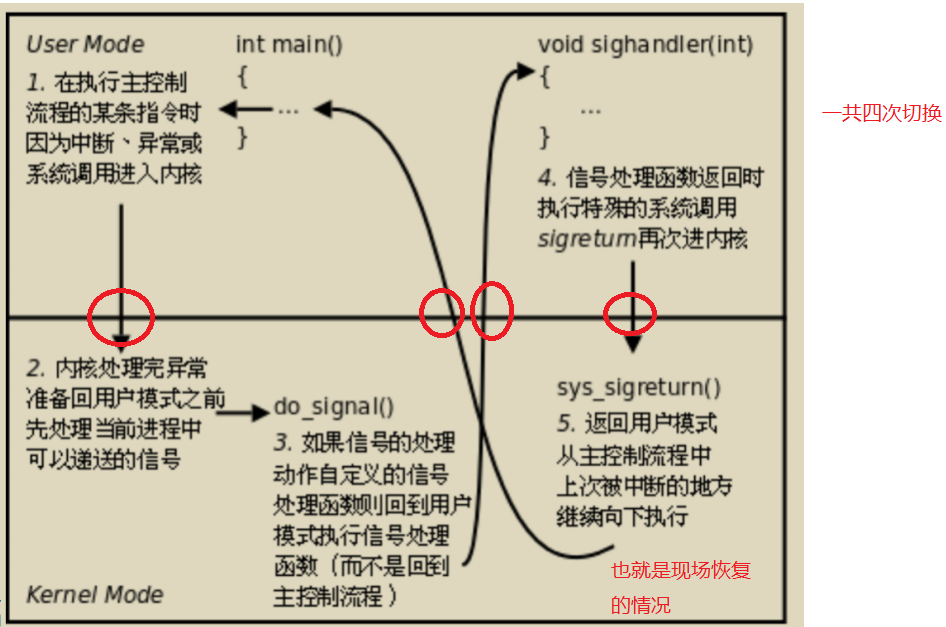 User Mode
1. 在执行主控制
流程的某条指令时
因为中断、异常或
系统调用进入内核
int main()
{
...
}
void sighandler(int)
{
...
}
4. 信号处理函数返回时
执行特殊的系统调用
sigreturn再次进内核
一共四次切换
2. 内核处理完异常
准备回用户模式之前
先处理当前进程中
可以递送的信号
do_signal()
3. 如果信号的处理
动作自定义的信号
处理函数则回到用户
模式执行信号处理
函数（而不是回到
主控制流程）
sys_sigreturn()
5. 返回用户模式
从主控制流程中
上次被中断的地方
继续向下执行
也就是现场恢复
的情况
Kernel Mode